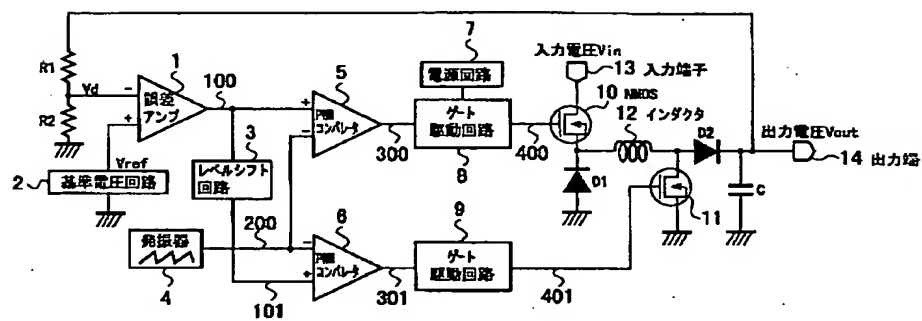 7
入力電圧Vin
電源回路
13 入力端子
R1
1
100
5
10 NMOS
12 インダクタ
Vd
-
誤差
アンプ
+
3
+
PWM
コンパレータ
-
ゲート
駆動回路
D2
出力電圧Vout
R2
300
400
14 出力端
Vref
レベルシフト
回路
8
D1
C
2
基準電圧回路
11
200
6
9
発振器
-
PWM
コンパレータ
+
ゲート
駆動回路
4
101
301
401